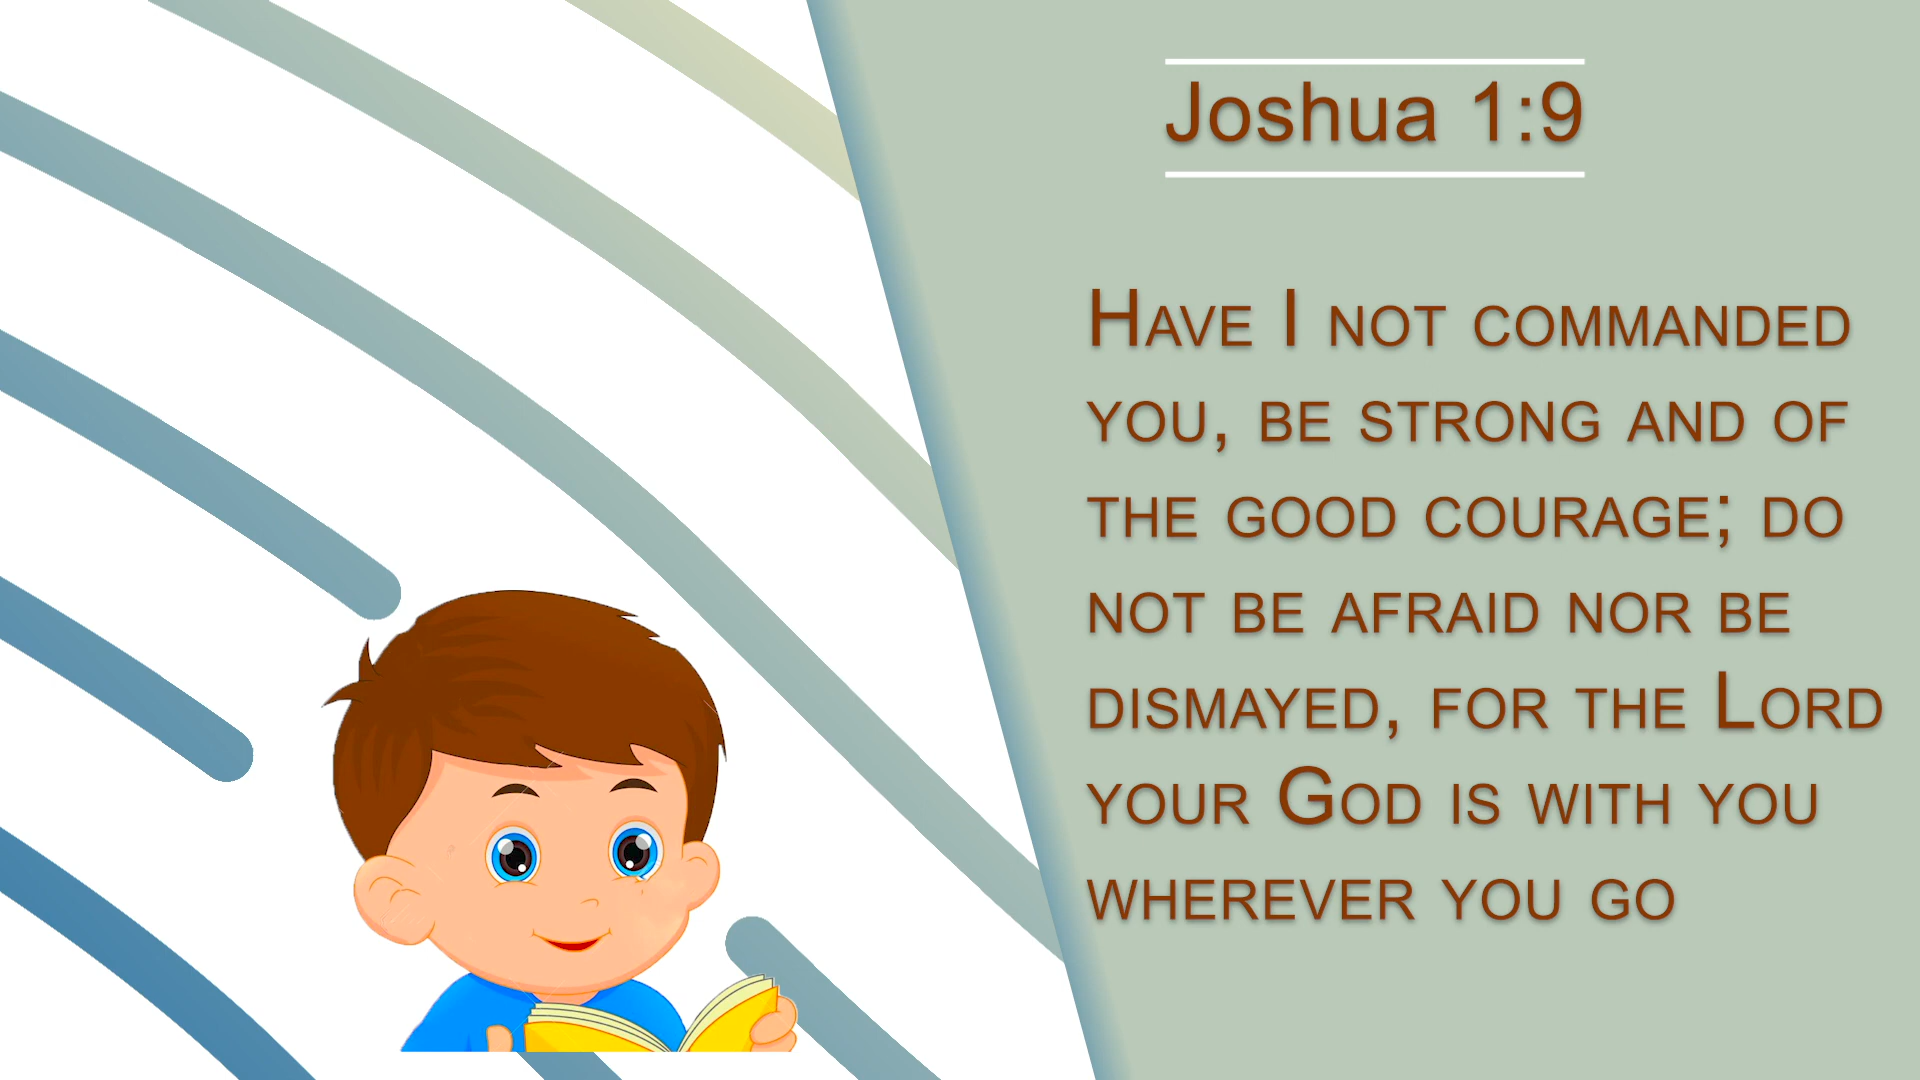 Joshua 1:9
Have I not commanded
you, be strong and of
the good courage; do
not be afraid nor be
dismayed, for the Lord
your God is with you
wherever you go